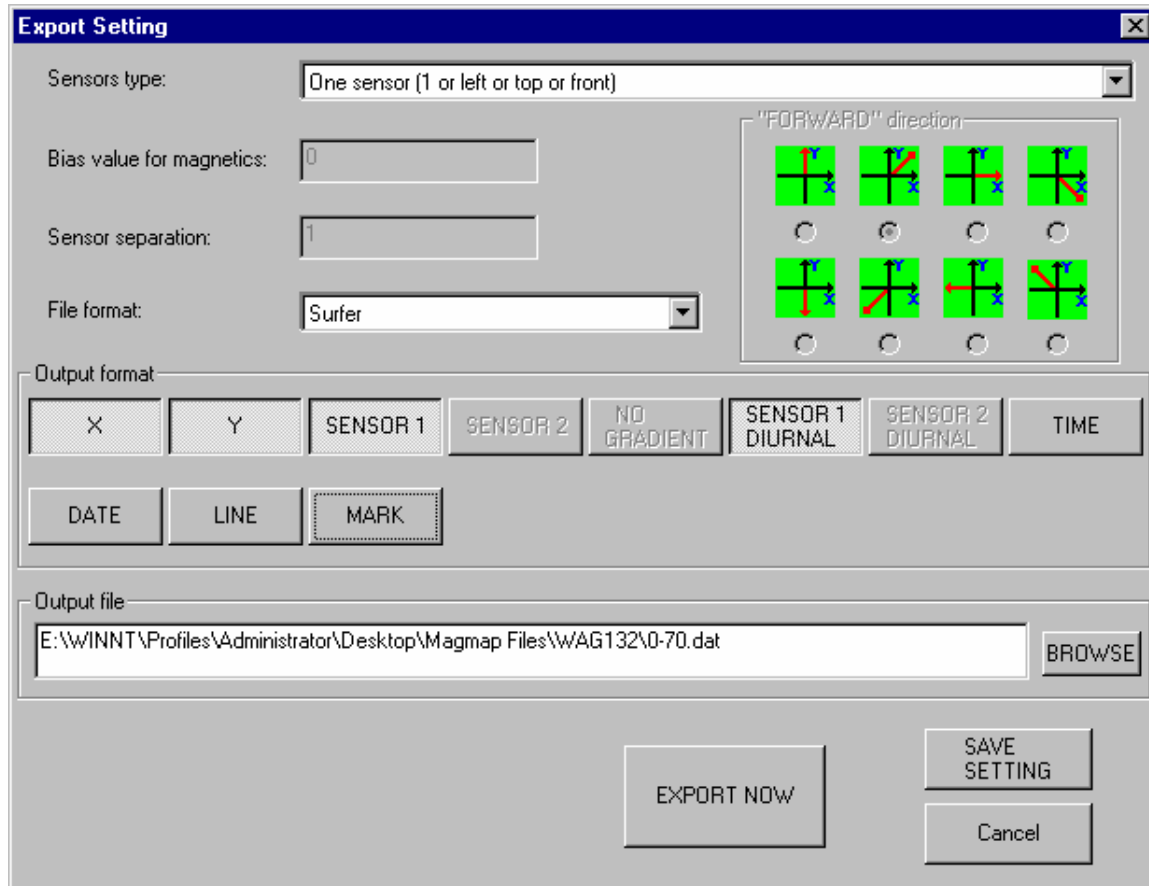 Export Setting
Sensors type:
One sensor (1 or left or top or front)
"FORWARD" direction
Bias value for magnetics:
0
Y
X
Y
X
Y
X
Y
X
Sensor separation:
1
File format:
Surfer
Y
X
Y
X
Y
X
Y
X
Output format
X
Y
SENSOR 1
SENSOR 2
NO
GRADIENT
SENSOR 1
DIURNAL
SENSOR 2
DIURNAL
TIME
DATE
LINE
MARK
Output file
E:\WINNT\Profiles\Administrator\Desktop\Magmap Files\WAG132\0-70.dat
BROWSE
EXPORT NOW
SAVE
SETTING
Cancel